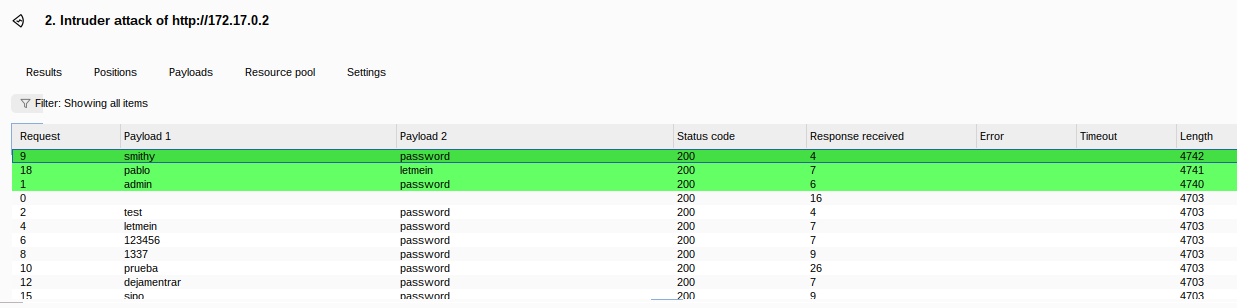 2. Intruder attack of http://172.17.0.2
Results Positions Payloads Resource pool Settings
Filter: Showing all items
Request Payload 1 Payload 2 Status code Response received Error Timeout Length
9 smithy password 200 4 4742
18 pablo letmein 200 7 4741
1 admin password 200 6 4740
0 200 16 4703
2 test password 200 4 4703
4 letmein password 200 7 4703
6 123456 password 200 7 4703
8 1337 password 200 9 4703
10 prueba password 200 26 4703
12 dejamentrar password 200 7 4703
15 sino password 200 9 4703